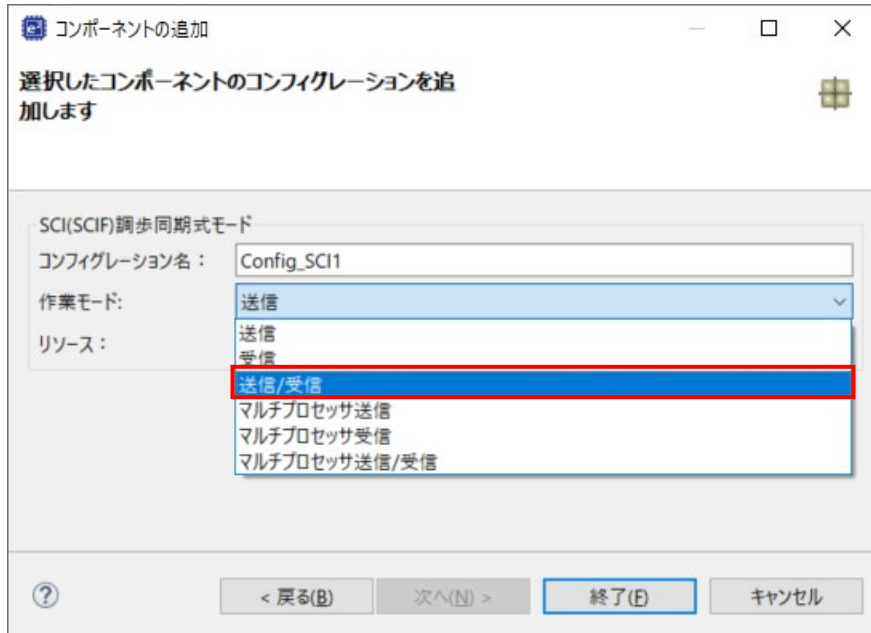 コンポーネントの追加
選択したコンポーネントのコンフィグレーションを追
加します
SCI(SCIF)調歩同期式モード
コンフィグレーション名：
Config_SCI1
作業モード:
送信
リソース：
送信
受信
送信/受信
マルチプロセッサ送信
マルチプロセッサ受信
マルチプロセッサ送信/受信
< 戻る(B)
次へ(N) >
終了(F)
キャンセル